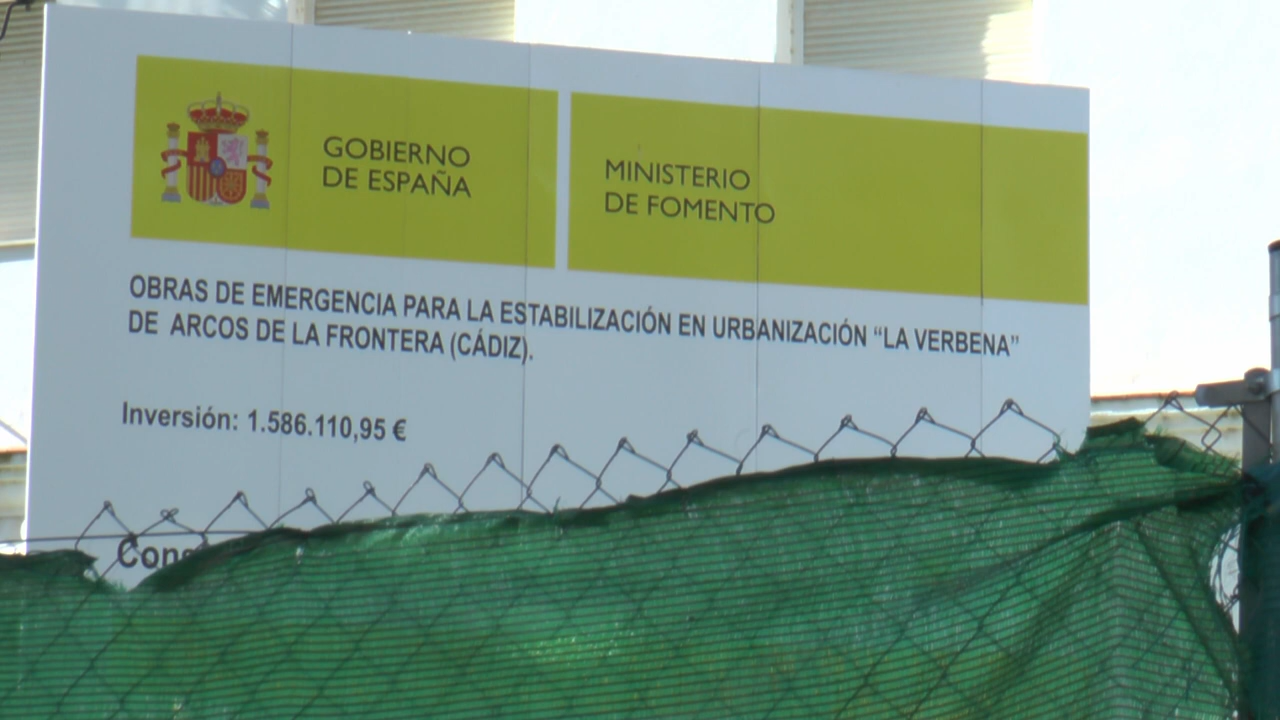 GOBIERNO
DE ESPAÑA
MINISTERIO
DE FOMENTO
OBRAS DE EMERGENCIA PARA LA ESTABILIZACIÓN EN URBANIZACIÓN “LA VERBENA”
DE ARCOS DE LA FRONTERA (CÁDIZ).
Inversión: 1.586.110,95 €